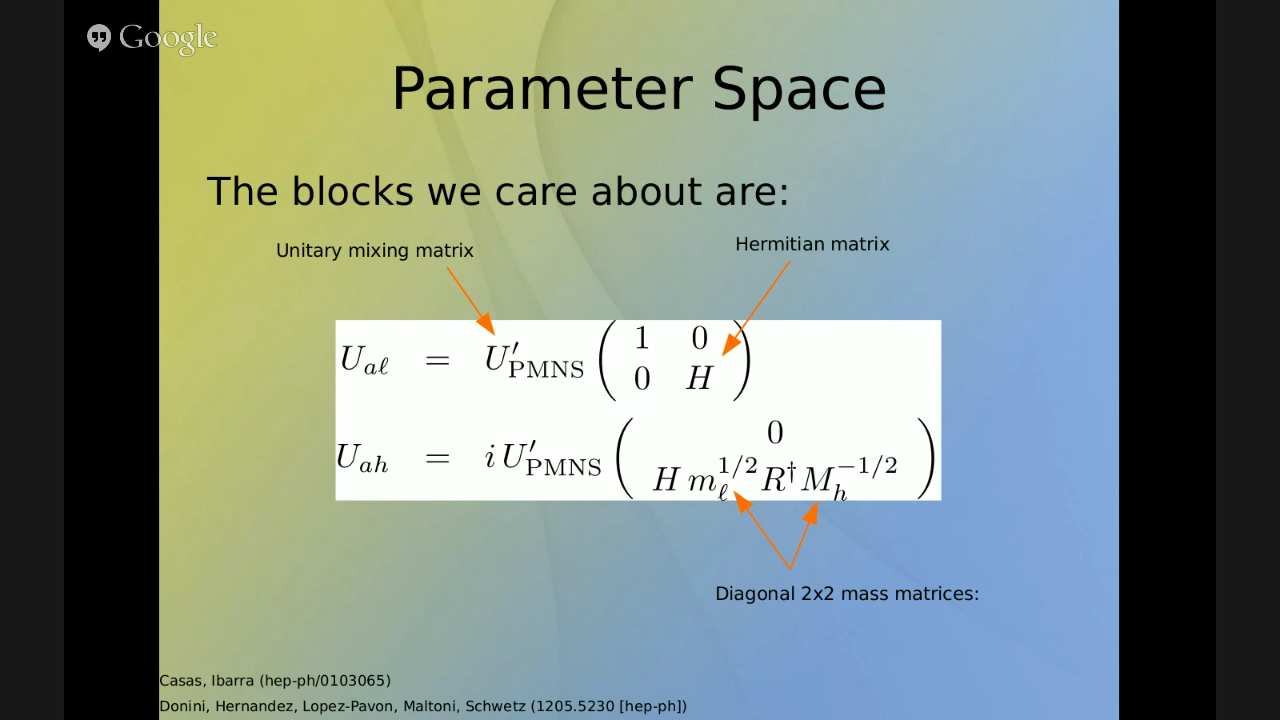 Google
Parameter Space
The blocks we care about are:
Unitary mixing matrix
Hermitian matrix
U_{aℓ} = U′_{PMNS} ( 1 0 ; 0 H )
U_{ah} = i U′_{PMNS} ( 0 ; H m_ℓ^{1/2} R^† M_h^{−1/2} )
Diagonal 2x2 mass matrices:
Casas, Ibarra (hep-ph/0103065)
Donini, Hernandez, Lopez-Pavon, Maltoni, Schwetz (1205.5230 [hep-ph])